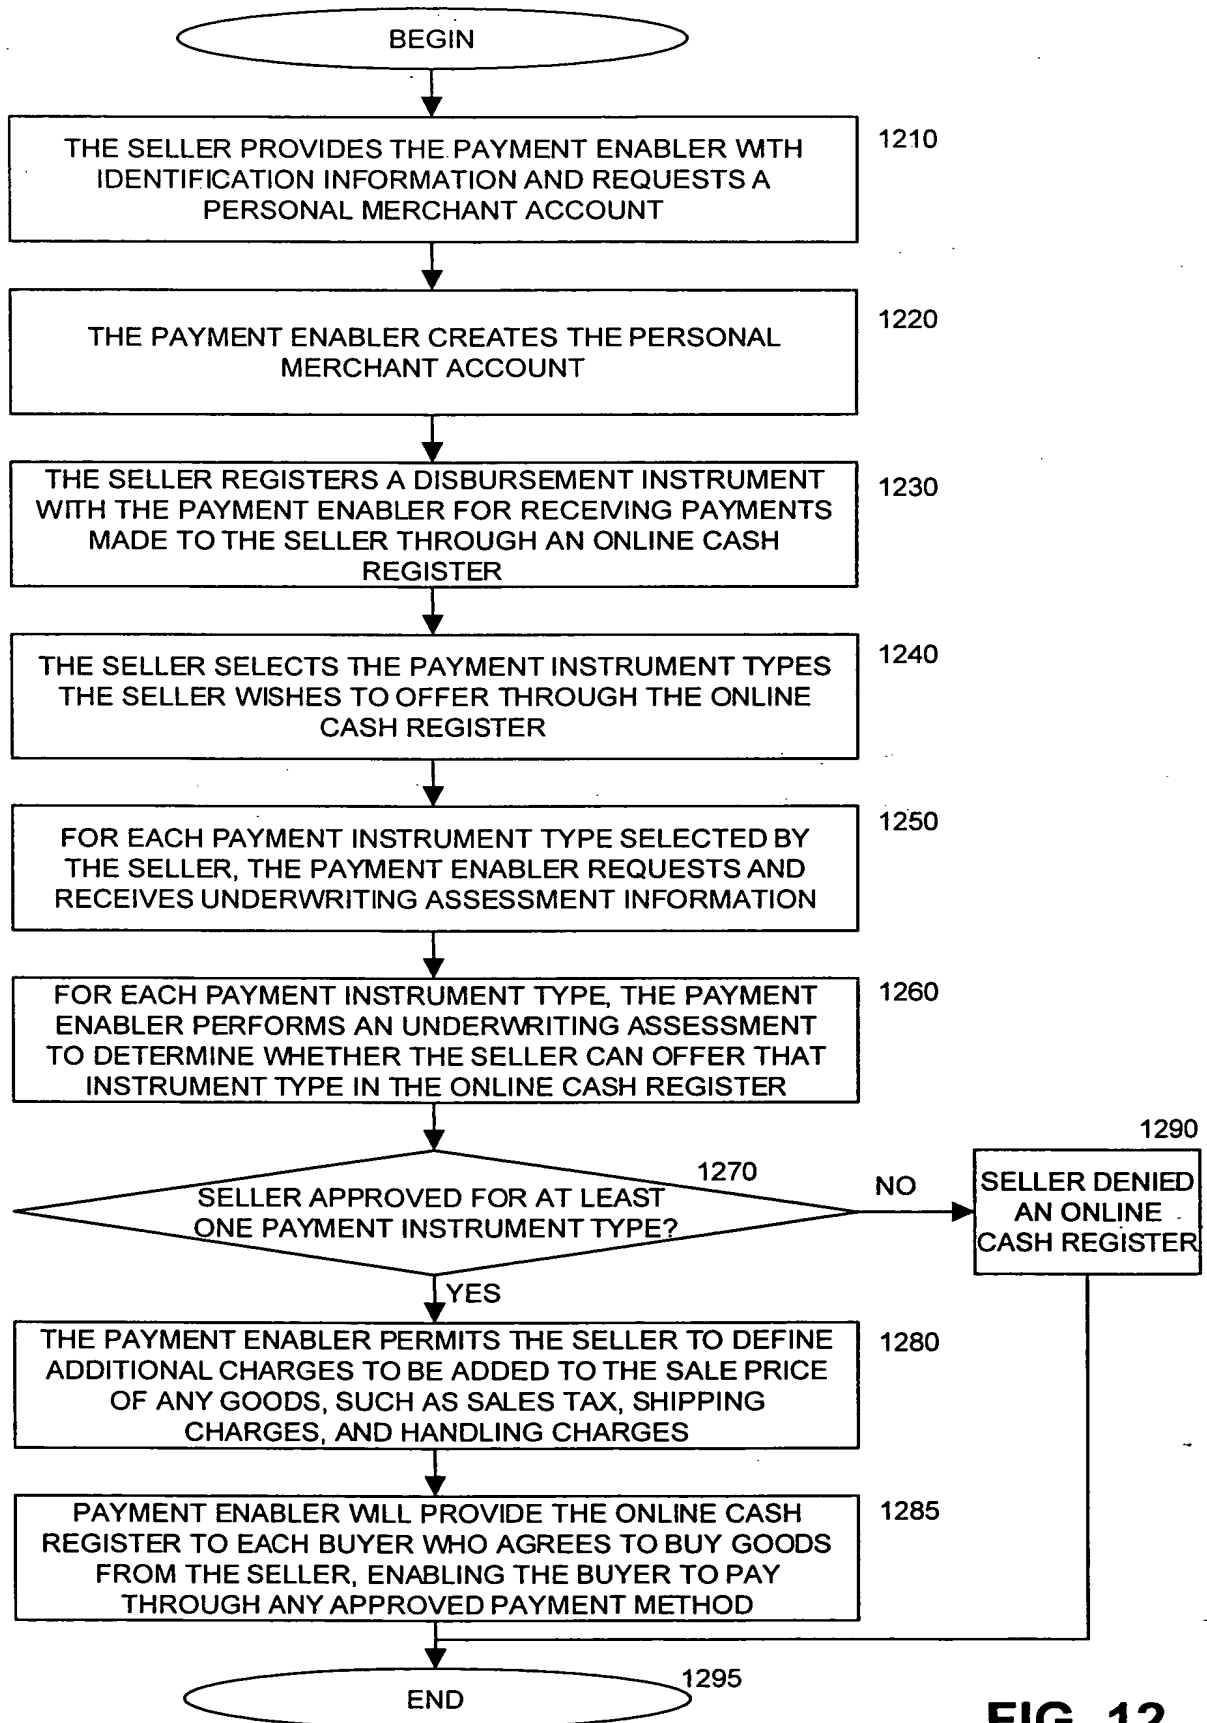 BEGIN
THE SELLER PROVIDES THE PAYMENT ENABLER WITH
IDENTIFICATION INFORMATION AND REQUESTS A
PERSONAL MERCHANT ACCOUNT
1210
THE PAYMENT ENABLER CREATES THE PERSONAL
MERCHANT ACCOUNT
1220
THE SELLER REGISTERS A DISBURSEMENT INSTRUMENT
WITH THE PAYMENT ENABLER FOR RECEIVING PAYMENTS
MADE TO THE SELLER THROUGH AN ONLINE CASH
REGISTER
1230
THE SELLER SELECTS THE PAYMENT INSTRUMENT TYPES
THE SELLER WISHES TO OFFER THROUGH THE ONLINE
CASH REGISTER
1240
FOR EACH PAYMENT INSTRUMENT TYPE SELECTED BY
THE SELLER, THE PAYMENT ENABLER REQUESTS AND
RECEIVES UNDERWRITING ASSESSMENT INFORMATION
1250
FOR EACH PAYMENT INSTRUMENT TYPE, THE PAYMENT
ENABLER PERFORMS AN UNDERWRITING ASSESSMENT
TO DETERMINE WHETHER THE SELLER CAN OFFER THAT
INSTRUMENT TYPE IN THE ONLINE CASH REGISTER
1260
SELLER APPROVED FOR AT LEAST
ONE PAYMENT INSTRUMENT TYPE?
1270
NO
1290
SELLER DENIED
AN ONLINE
CASH REGISTER
YES
THE PAYMENT ENABLER PERMITS THE SELLER TO DEFINE
ADDITIONAL CHARGES TO BE ADDED TO THE SALE PRICE
OF ANY GOODS, SUCH AS SALES TAX, SHIPPING
CHARGES, AND HANDLING CHARGES
1280
PAYMENT ENABLER WILL PROVIDE THE ONLINE CASH
REGISTER TO EACH BUYER WHO AGREES TO BUY GOODS
FROM THE SELLER, ENABLING THE BUYER TO PAY
THROUGH ANY APPROVED PAYMENT METHOD
1285
END
1295
FIG. 12